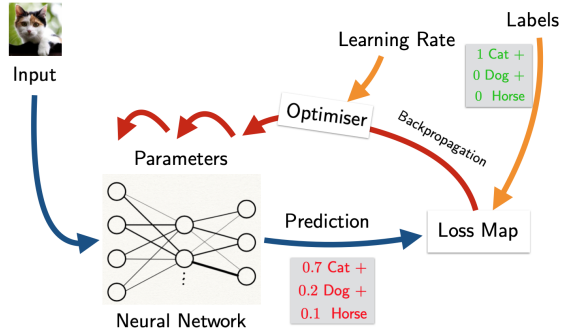 Labels
Learning Rate
Input
1 Cat +
0 Dog +
0 Horse
Optimiser
Backpropagation
Parameters
Prediction
Loss Map
0.7 Cat +
0.2 Dog +
0.1 Horse
Neural Network